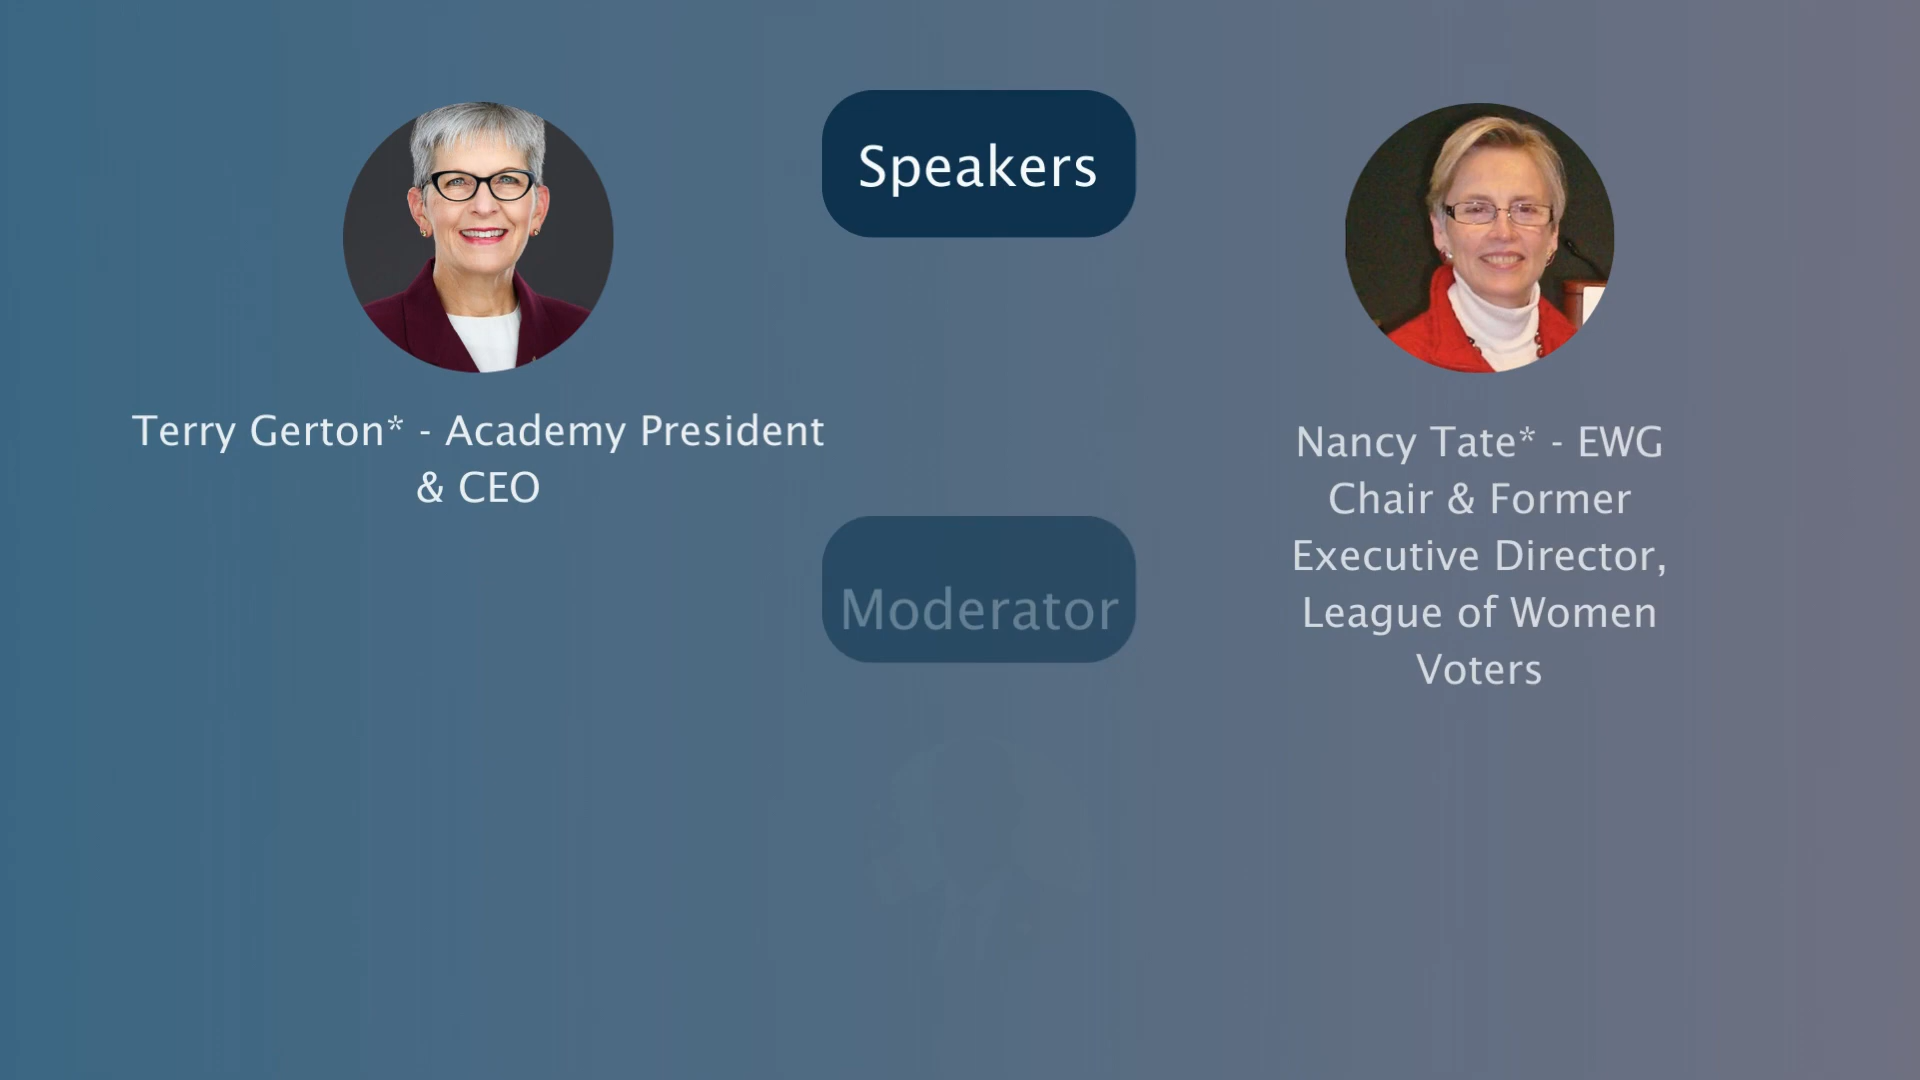 Speakers
Terry Gerton* - Academy President
& CEO
Nancy Tate* - EWG
Chair & Former
Executive Director,
League of Women
Voters
Moderator